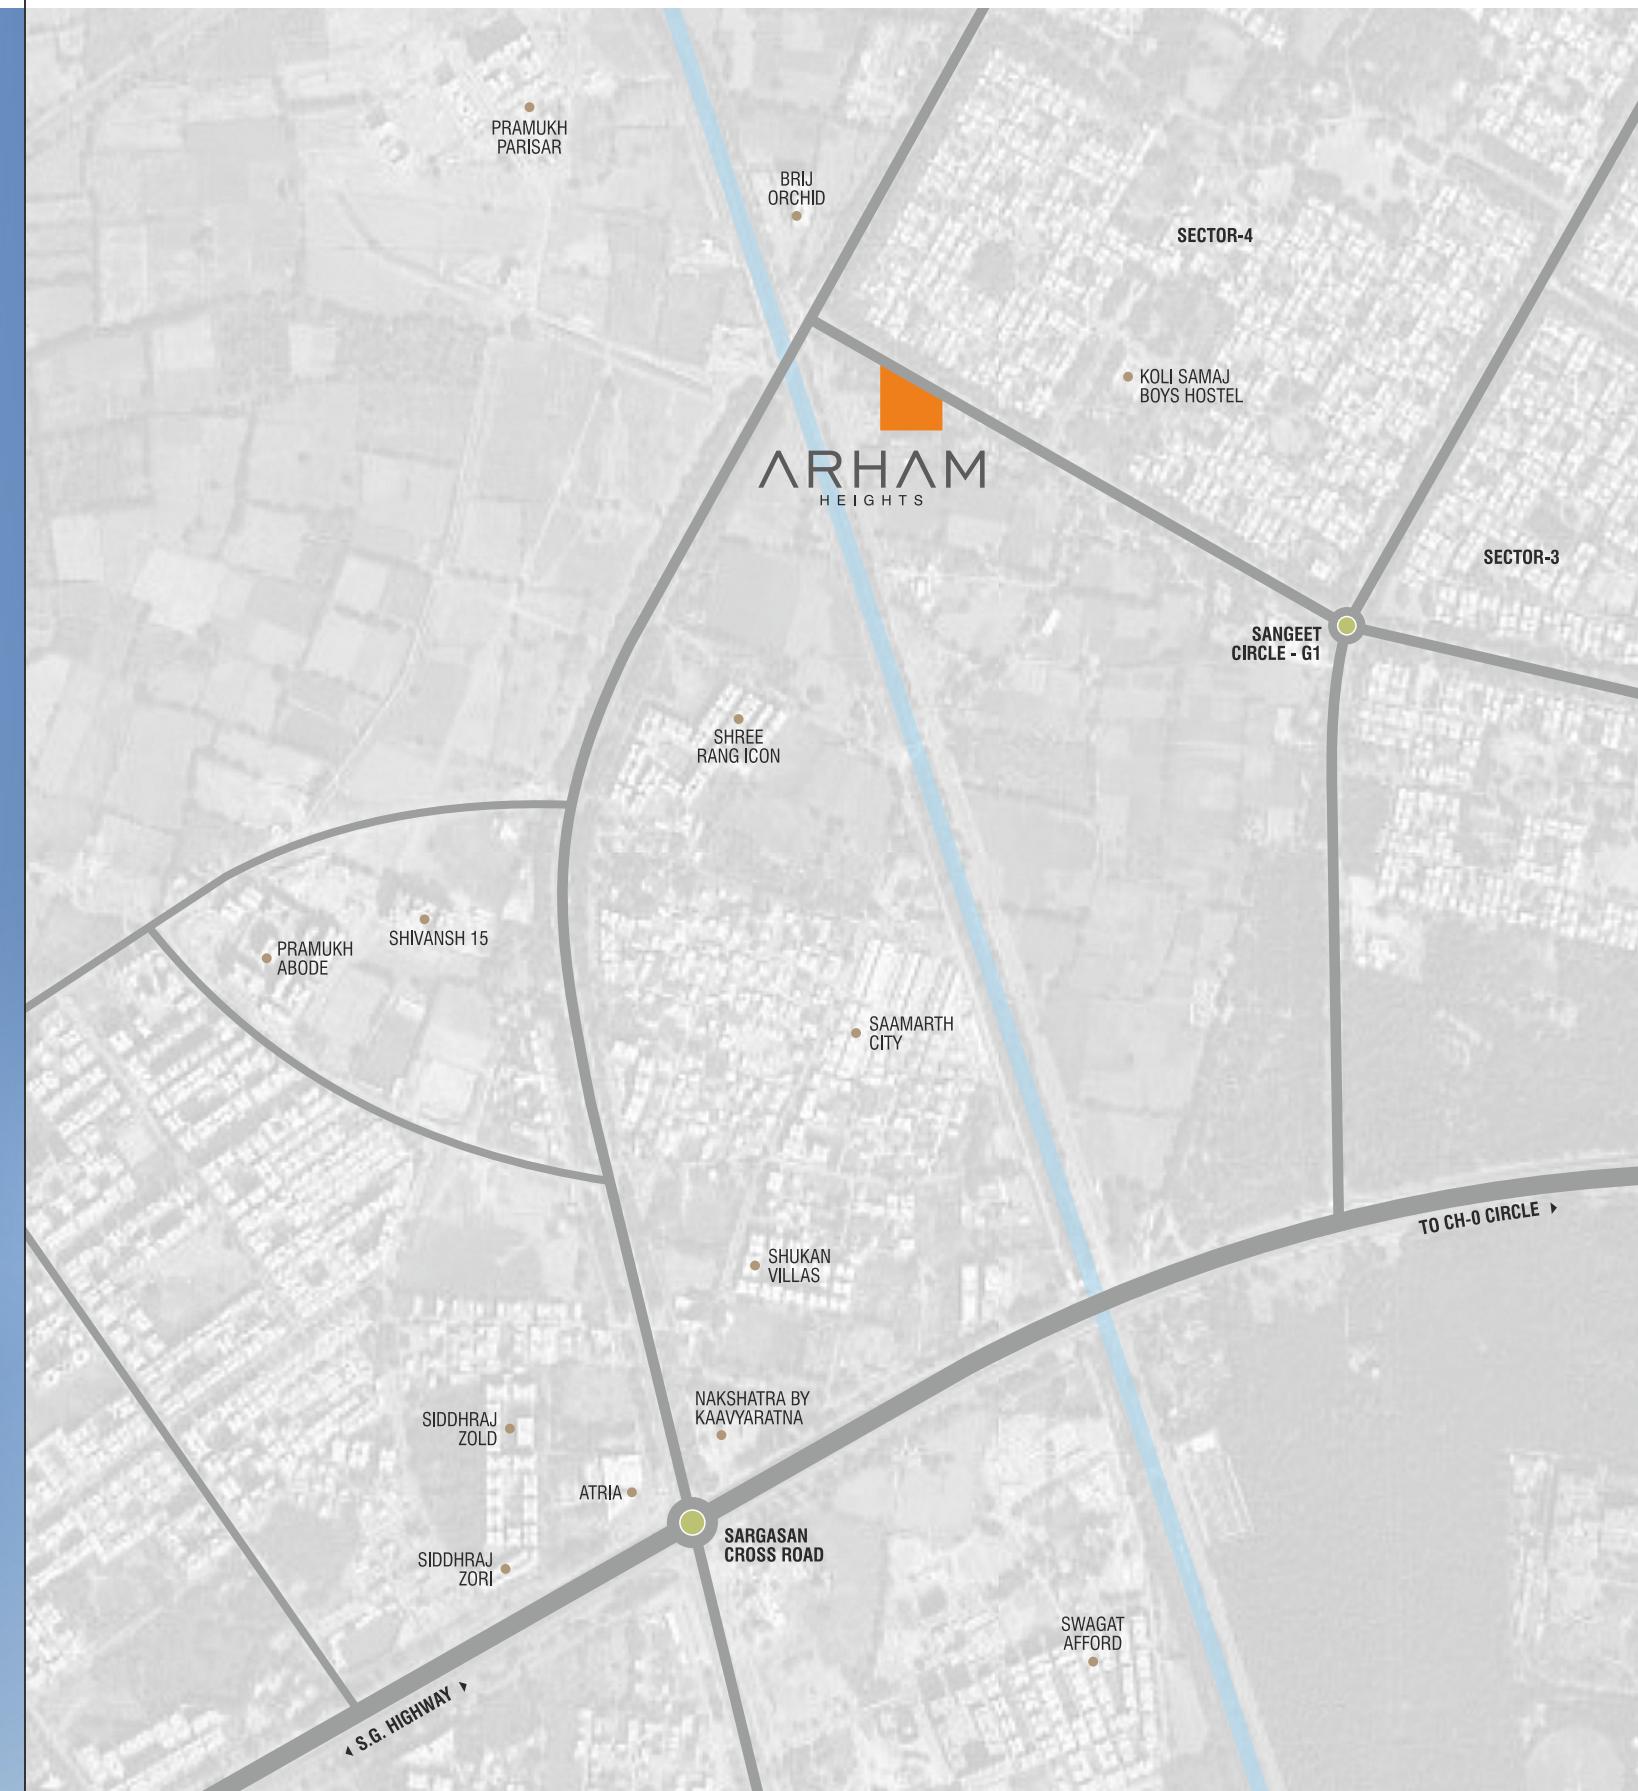 PRAMUKH
PARISAR
BRIJ
ORCHID
SECTOR-4
KOLI SAMAJ
BOYS HOSTEL
ARHAM
HEIGHTS
SECTOR-3
SANGEET
CIRCLE - G1
SHREE
RANG ICON
SHIVANSH 15
PRAMUKH
ABODE
SAAMARTH
CITY
TO CH-0 CIRCLE
SHUKAN
VILLAS
NAKSHATRA BY
KAAVYARATNA
SIDDHRAJ
ZOLD
ATRIA
SARGASAN
CROSS ROAD
SIDDHRAJ
ZORI
SWAGAT
AFFORD
S.G. HIGHWAY